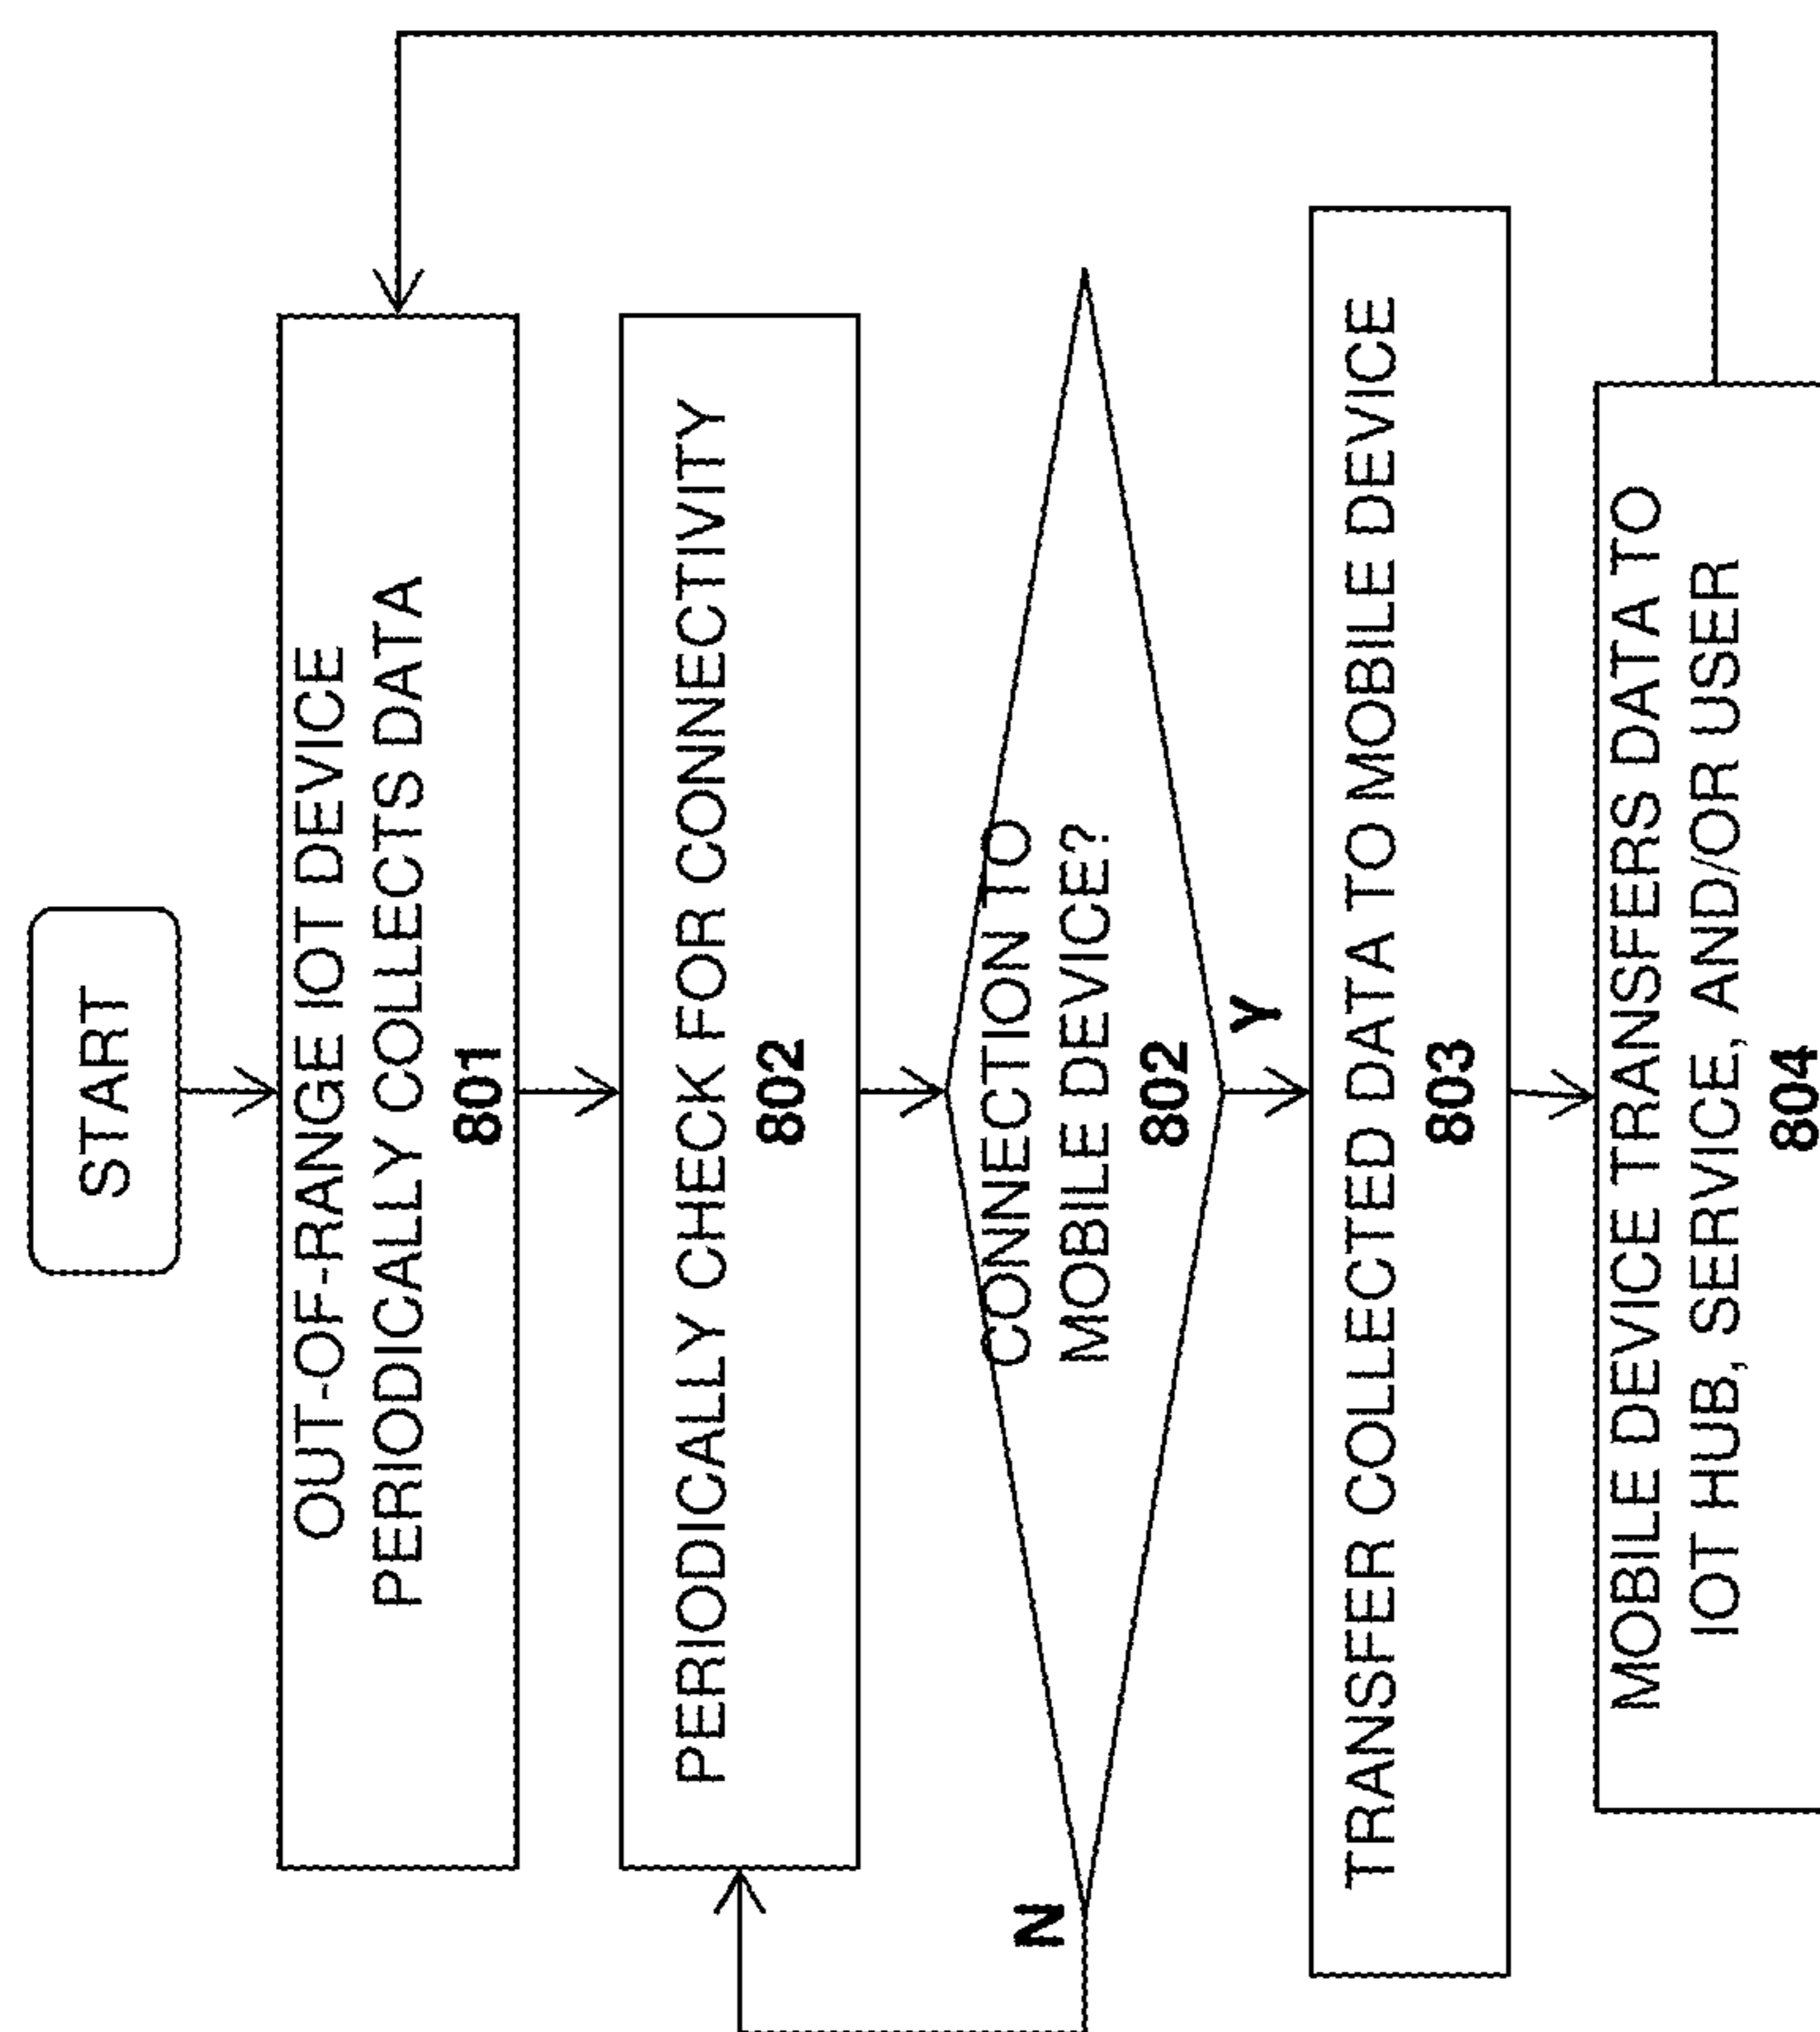 START
OUT-OF-RANGE IOT DEVICE
PERIODICALLY COLLECTS DATA
801
PERIODICALLY CHECK FOR CONNECTIVITY
802
CONNECTION TO
MOBILE DEVICE?
802
N
Y
TRANSFER COLLECTED DATA TO MOBILE DEVICE
803
MOBILE DEVICE TRANSFERS DATA TO
IOT HUB, SERVICE, AND/OR USER
804